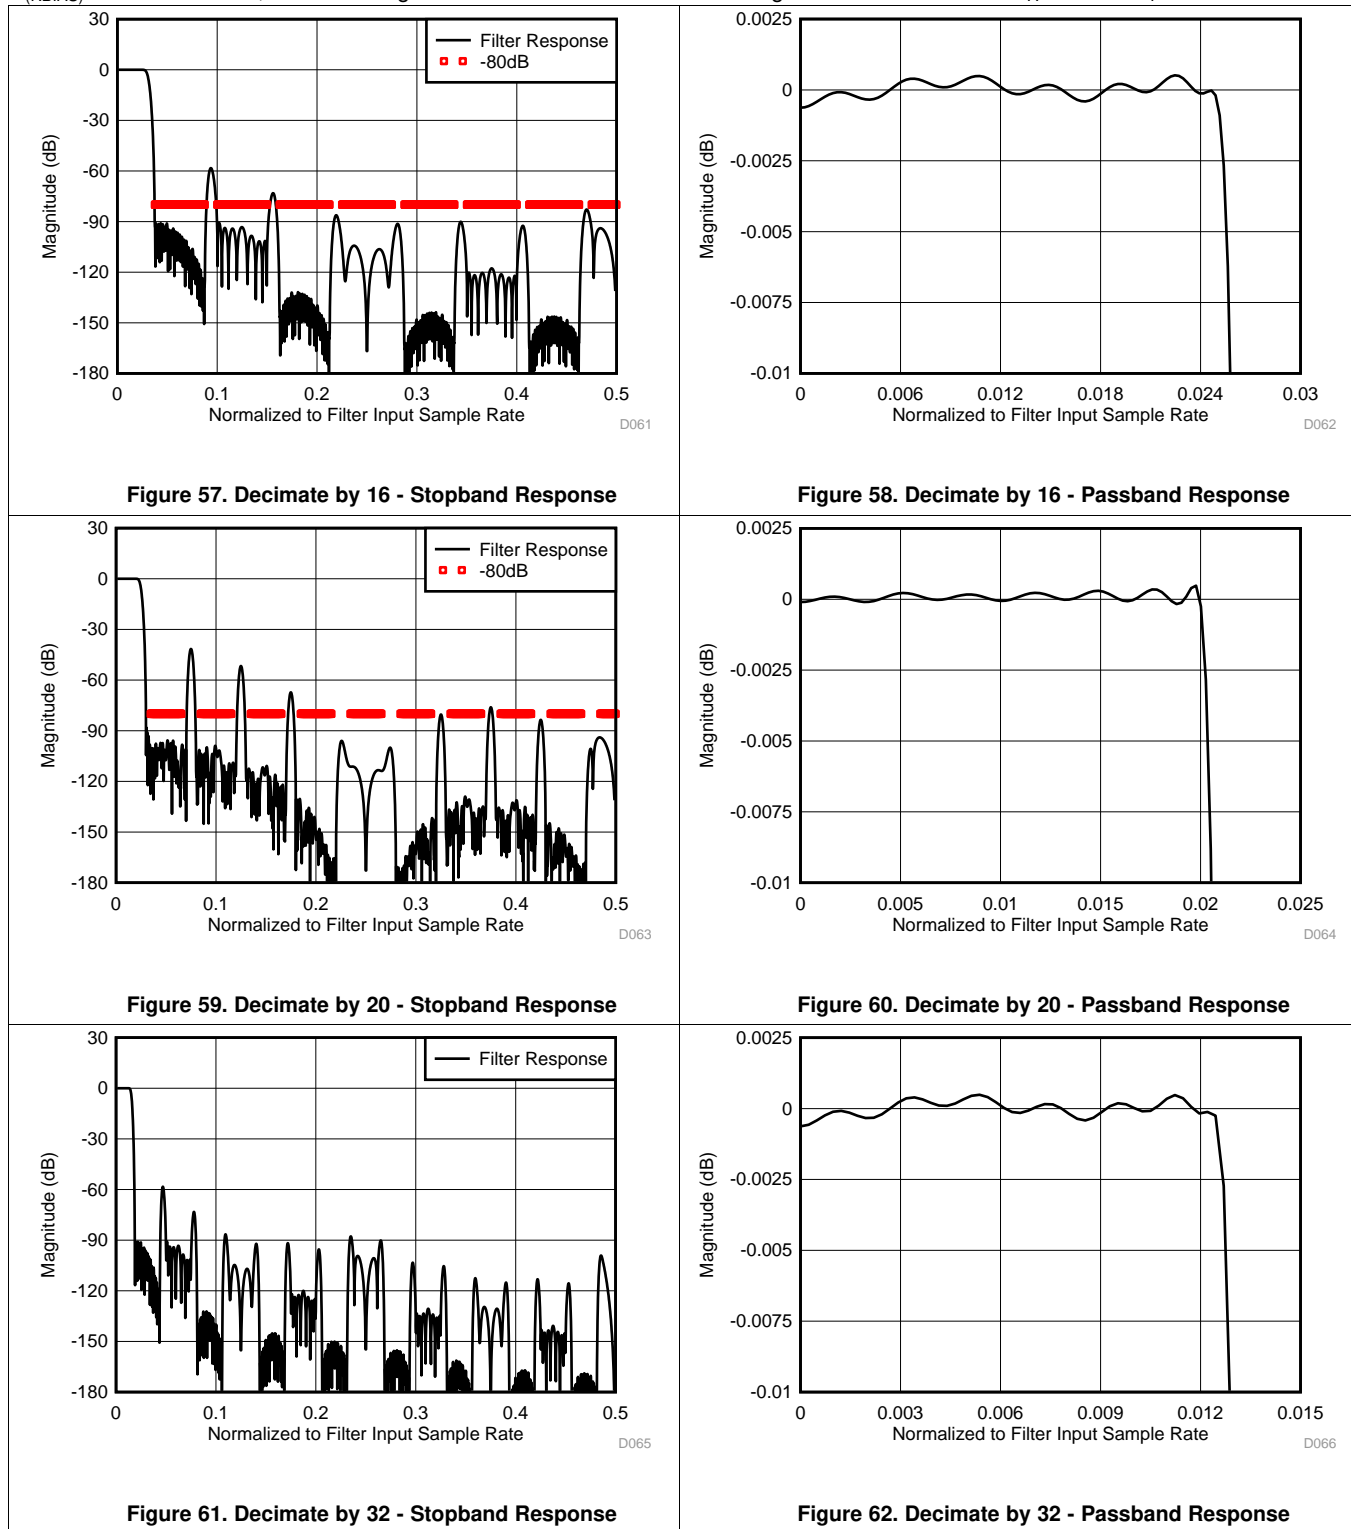 30
0
-30
-60
-90
-120
-150
-180
Magnitude (dB)
Filter Response
-80dB
0 0.1 0.2 0.3 0.4 0.5
Normalized to Filter Input Sample Rate
D061
Figure 57. Decimate by 16 - Stopband Response
0.0025
0
-0.0025
-0.005
-0.0075
-0.01
Magnitude (dB)
0 0.006 0.012 0.018 0.024 0.03
Normalized to Filter Input Sample Rate
D062
Figure 58. Decimate by 16 - Passband Response
30
0
-30
-60
-90
-120
-150
-180
Magnitude (dB)
Filter Response
-80dB
0 0.1 0.2 0.3 0.4 0.5
Normalized to Filter Input Sample Rate
D063
Figure 59. Decimate by 20 - Stopband Response
0.0025
0
-0.0025
-0.005
-0.0075
-0.01
Magnitude (dB)
0 0.005 0.01 0.015 0.02 0.025
Normalized to Filter Input Sample Rate
D064
Figure 60. Decimate by 20 - Passband Response
30
0
-30
-60
-90
-120
-150
-180
Magnitude (dB)
Filter Response
0 0.1 0.2 0.3 0.4 0.5
Normalized to Filter Input Sample Rate
D065
Figure 61. Decimate by 32 - Stopband Response
0.0025
0
-0.0025
-0.005
-0.0075
-0.01
Magnitude (dB)
0 0.003 0.006 0.009 0.012 0.015
Normalized to Filter Input Sample Rate
D066
Figure 62. Decimate by 32 - Passband Response